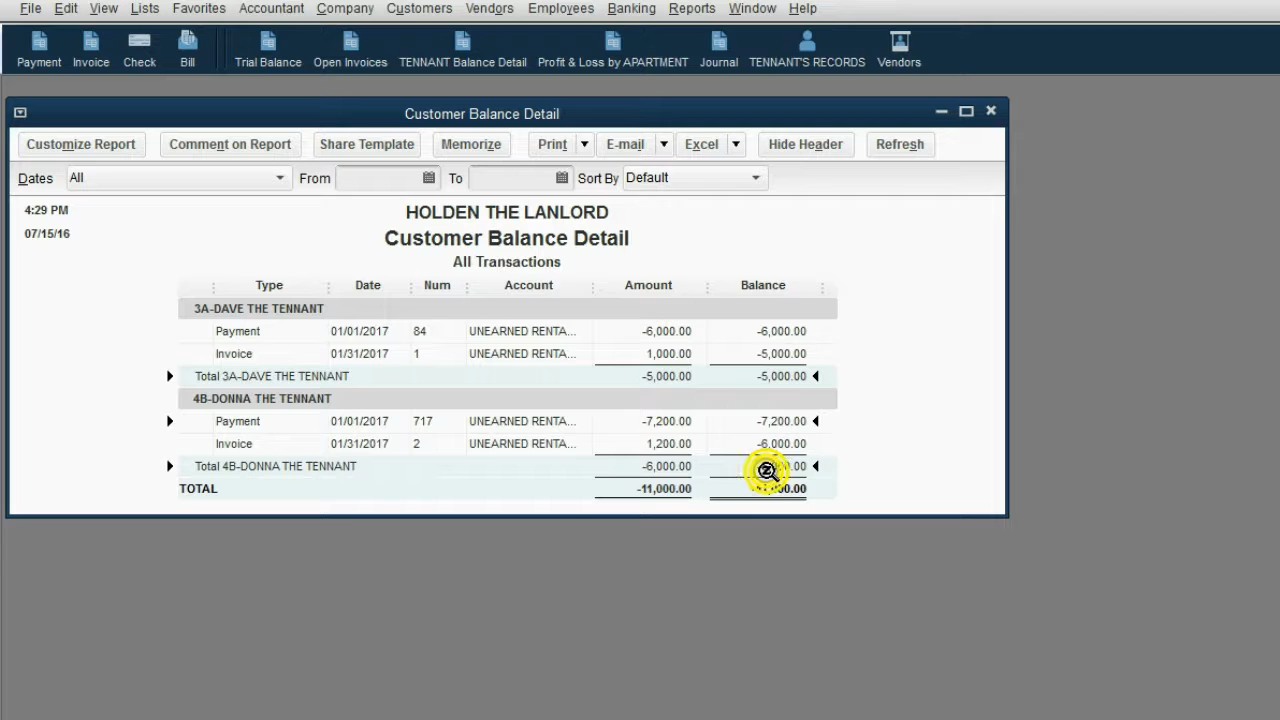 File Edit View Lists Favorites Accountant Company Customers Vendors Employees Banking Reports Window Help
Payment Invoice Check Bill Trial Balance Open Invoices TENNANT Balance Detail Profit & Loss by APARTMENT Journal TENNANT'S RECORDS Vendors
Customer Balance Detail
Customize Report Comment on Report Share Template Memorize Print E-mail Excel Hide Header Refresh
Dates All From To Sort By Default
4:29 PM
07/15/16
HOLDEN THE LANLORD
Customer Balance Detail
All Transactions
Type Date Num Account Amount Balance
3A-DAVE THE TENNANT
Payment 01/01/2017 84 UNEARNED RENTA... -6,000.00 -6,000.00
Invoice 01/31/2017 1 UNEARNED RENTA... 1,000.00 -5,000.00
Total 3A-DAVE THE TENNANT -5,000.00 -5,000.00
4B-DONNA THE TENNANT
Payment 01/01/2017 717 UNEARNED RENTA... -7,200.00 -7,200.00
Invoice 01/31/2017 2 UNEARNED RENTA... 1,200.00 -6,000.00
Total 4B-DONNA THE TENNANT -6,000.00
TOTAL -11,000.00